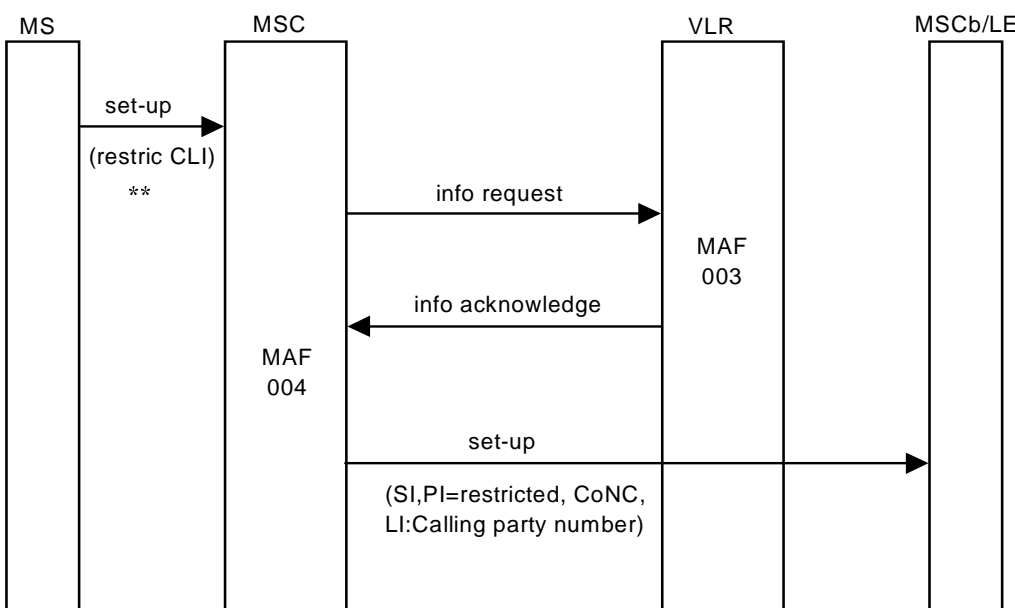 MS MSC VLR MSCb/LE
set-up
(restric CLI)
**
info request
MAF
003
info acknowledge
MAF
004
set-up
(SI,PI=restricted, CoNC,
LI:Calling party number)